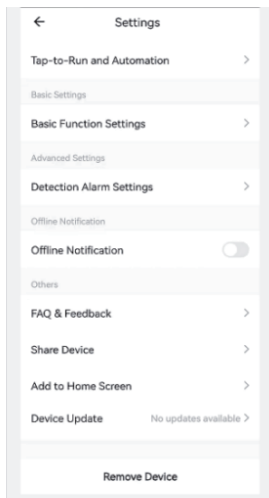 Settings
Tap-to-Run and Automation
Basic Settings
Basic Function Settings
Advanced Settings
Detection Alarm Settings
Offline Notification
Offline Notification
Others
FAQ & Feedback
Share Device
Add to Home Screen
Device Update No updates available
Remove Device